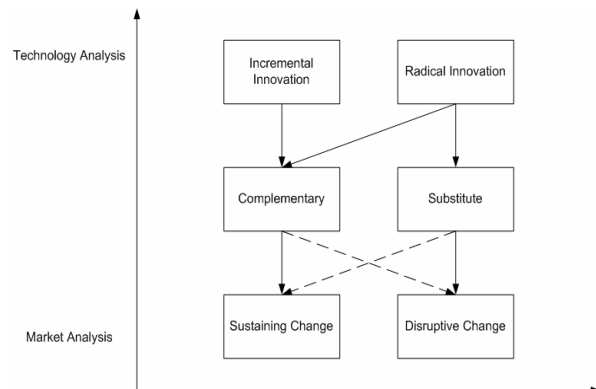 Technology Analysis
Incremental
Innovation
Radical Innovation
Complementary
Substitute
Sustaining Change
Disruptive Change
Market Analysis